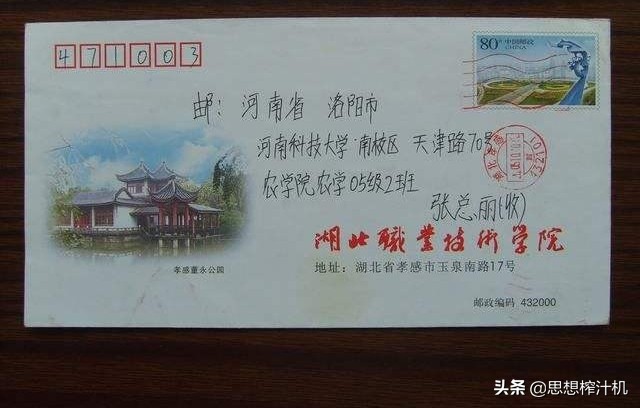 471003
80分 中国邮政
CHINA
邮：河南省 洛阳市
河南科技大学·南校区 天津路70号
农学院农学05级2班
张总丽(收)
湖北职业技术学院
地址：湖北省孝感市玉泉南路17号
邮政编码 432000
孝感董永公园
头条 @思想榨汁机